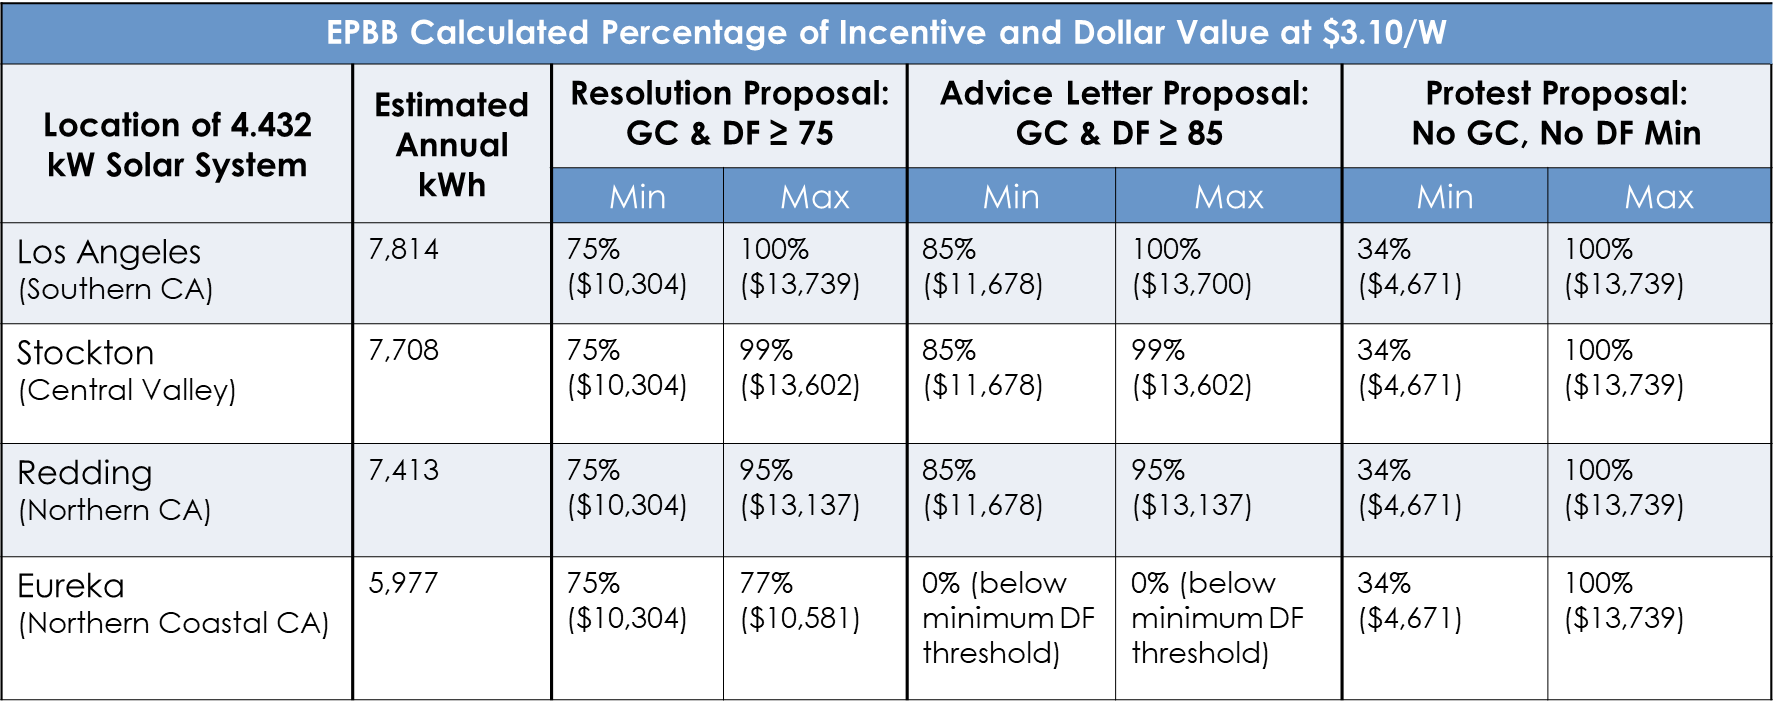 EPBB Calculated Percentage of Incentive and Dollar Value at $3.10/W
Location of 4.432
kW Solar System
Estimated
Annual
kWh
Resolution Proposal:
GC & DF ≥ 75
Advice Letter Proposal:
GC & DF ≥ 85
Protest Proposal:
No GC, No DF Min
Min
Max
Min
Max
Min
Max
Los Angeles
(Southern CA)
7,814
75%
($10,304)
100%
($13,739)
85%
($11,678)
100%
($13,700)
34%
($4,671)
100%
($13,739)
Stockton
(Central Valley)
7,708
75%
($10,304)
99%
($13,602)
85%
($11,678)
99%
($13,602)
34%
($4,671)
100%
($13,739)
Redding
(Northern CA)
7,413
75%
($10,304)
95%
($13,137)
85%
($11,678)
95%
($13,137)
34%
($4,671)
100%
($13,739)
Eureka
(Northern Coastal CA)
5,977
75%
($10,304)
77%
($10,581)
0% (below
minimum DF
threshold)
0% (below
minimum DF
threshold)
34%
($4,671)
100%
($13,739)